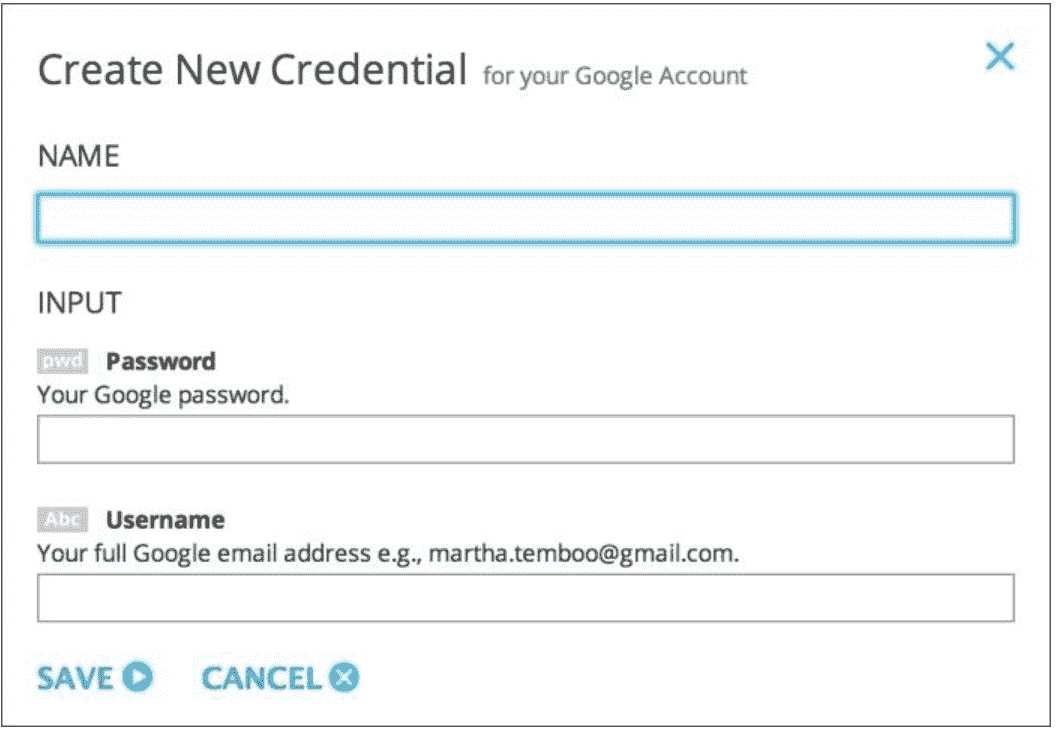 Create New Credential for your Google Account
NAME
INPUT
pwd Password
Your Google password.
Abc Username
Your full Google email address e.g., martha.temboo@gmail.com.
SAVE CANCEL